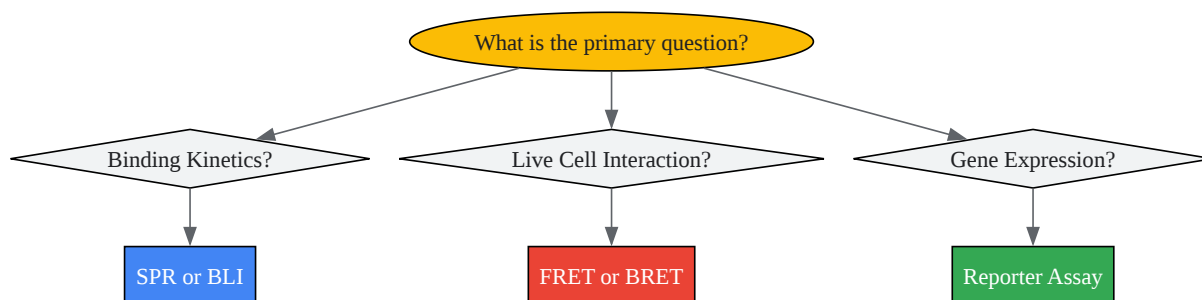 What is the primary question?
Binding Kinetics?
Live Cell Interaction?
Gene Expression?
SPR or BLI
FRET or BRET
Reporter Assay